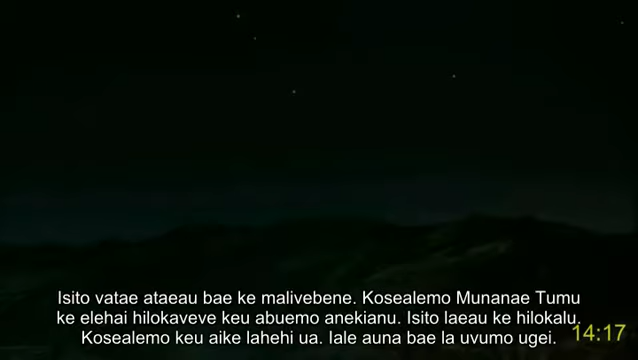 Isito vatae ataeau bae ke malivebene. Kosealemo Munanae Tumu
ke elehai hilokaveve keu abuemo anekianu. Isito laeau ke hilokalu.
Kosealemo keu aike lahehi ua. Iale auna bae la uvumo ugei.
14:17